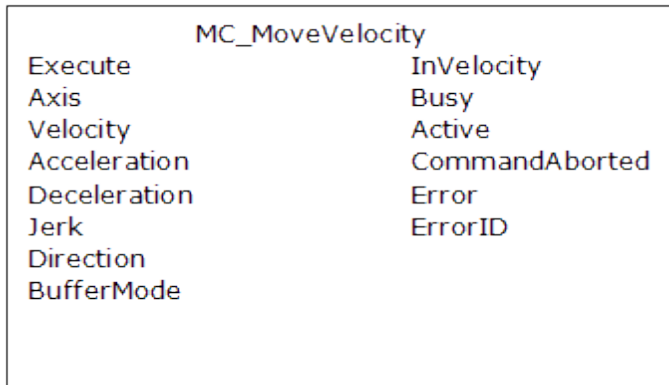 MC_MoveVelocity
Execute InVelocity
Axis Busy
Velocity Active
Acceleration CommandAborted
Deceleration Error
Jerk ErrorID
Direction
BufferMode